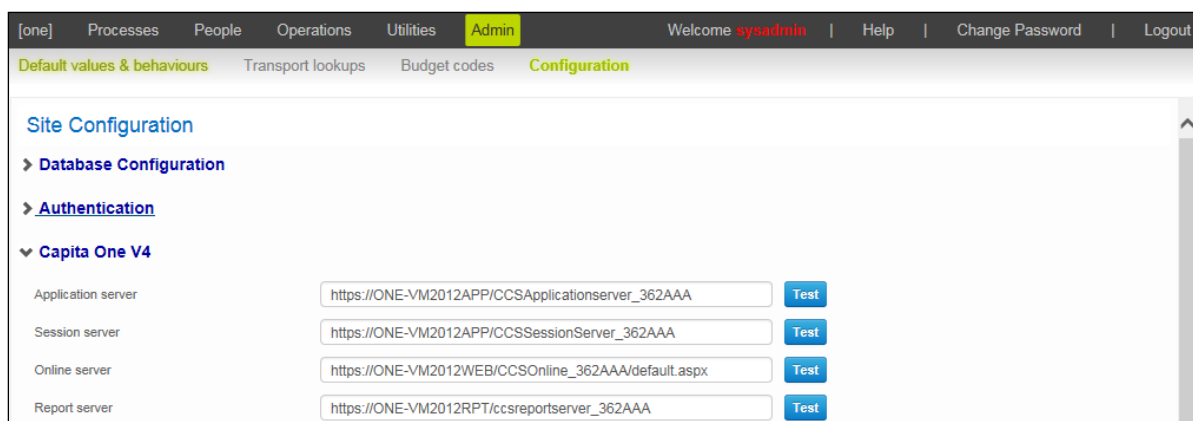 [one] Processes People Operations Utilities Admin Welcome sysadmin | Help | Change Password | Logout
Default values & behaviours Transport lookups Budget codes Configuration
Site Configuration
Database Configuration
Authentication
Capita One V4
Application server https://ONE-VM2012APP/CCSApplicationserver_362AAA Test
Session server https://ONE-VM2012APP/CCSSessionServer_362AAA Test
Online server https://ONE-VM2012WEB/CCSOnline_362AAA/default.aspx Test
Report server https://ONE-VM2012RPT/ccsreportserver_362AAA Test